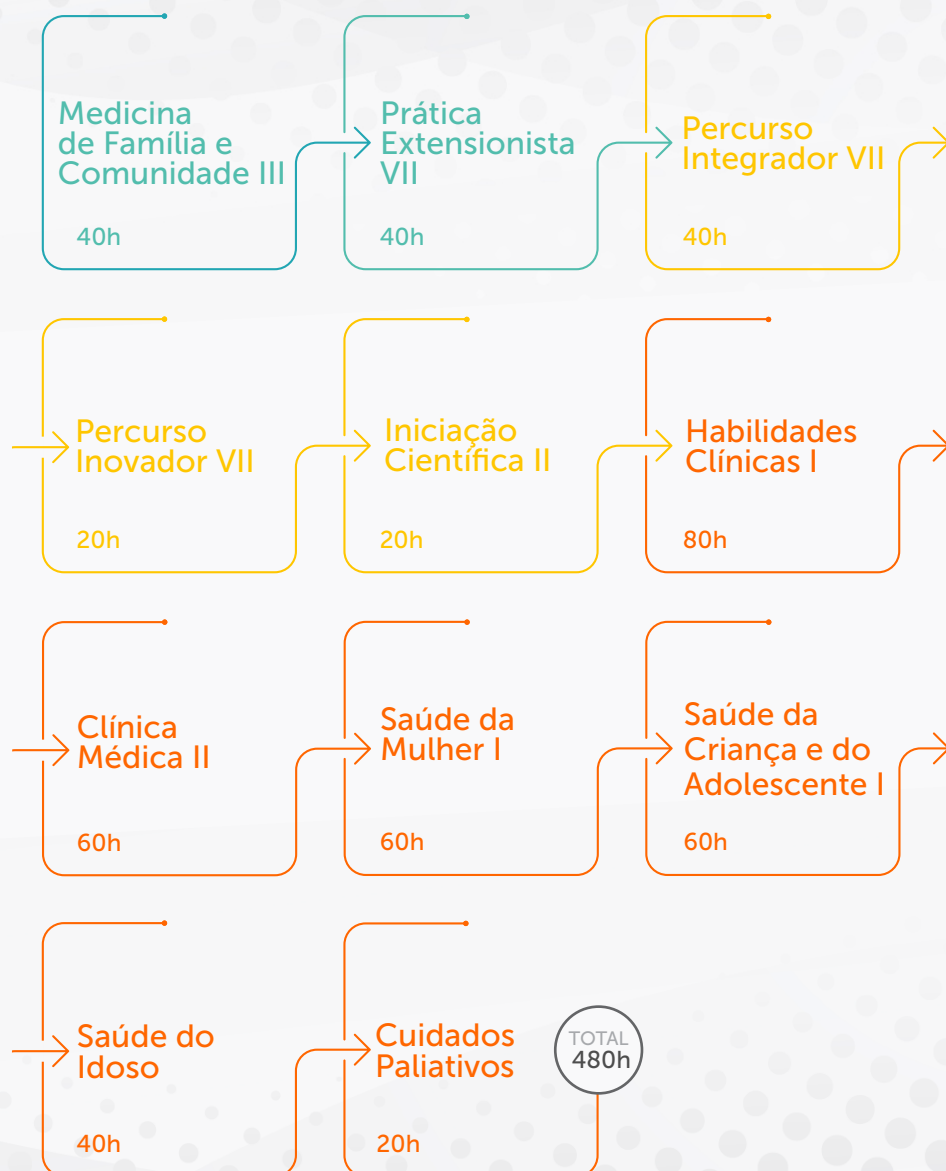 Medicina
de Família e
Comunidade III
40h
Prática
Extensionista
VII
40h
Percurso
Integrador VII
40h
Percurso
Inovador VII
20h
Iniciação
Científica II
20h
Habilidades
Clínicas I
80h
Clínica
Médica II
60h
Saúde da
Mulher I
60h
Saúde da
Criança e do
Adolescente I
60h
Saúde do
Idoso
40h
Cuidados
Paliativos
20h
TOTAL
480h